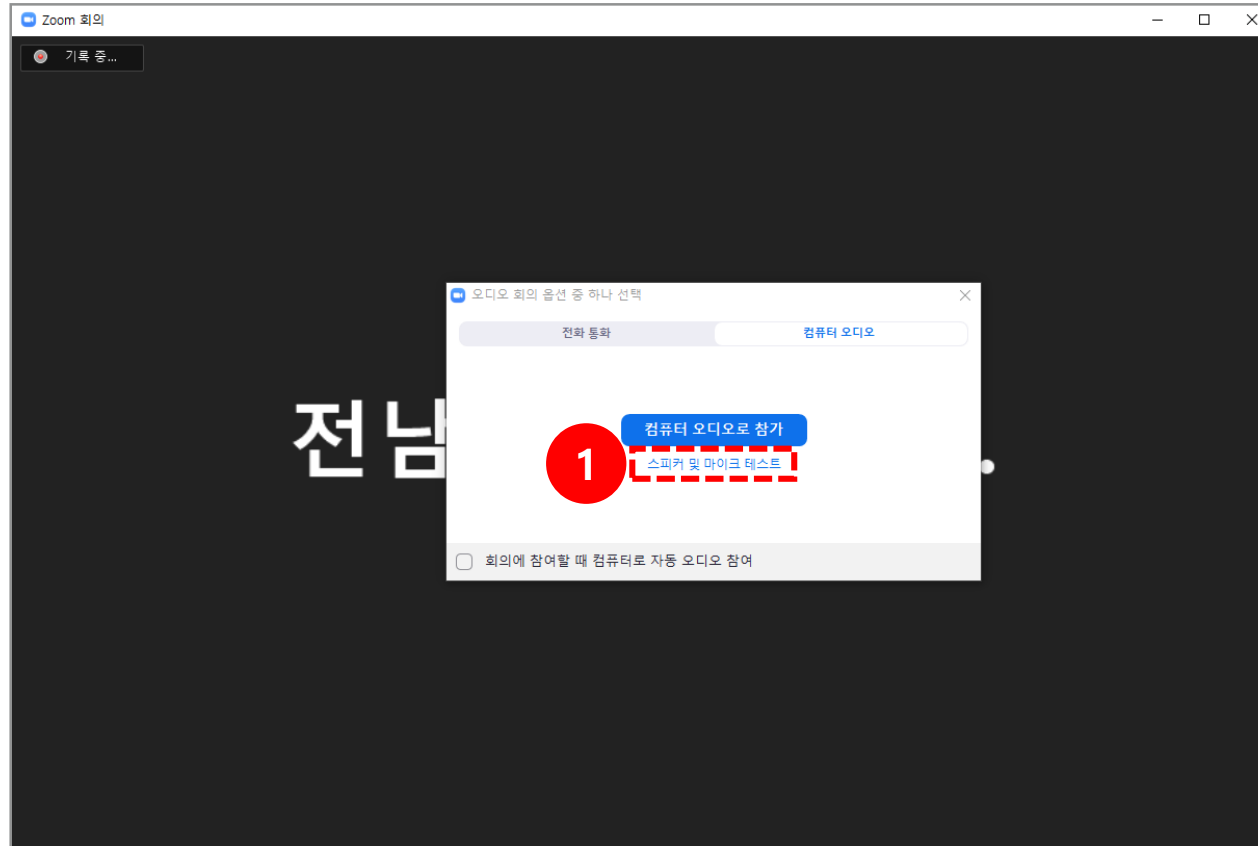 Zoom 회의
기록 중...
오디오 회의 옵션 중 하나 선택
전화 통화
컴퓨터 오디오
컴퓨터 오디오로 참가
전남
1
스피커 및 마이크 테스트
회의에 참여할 때 컴퓨터로 자동 오디오 참여